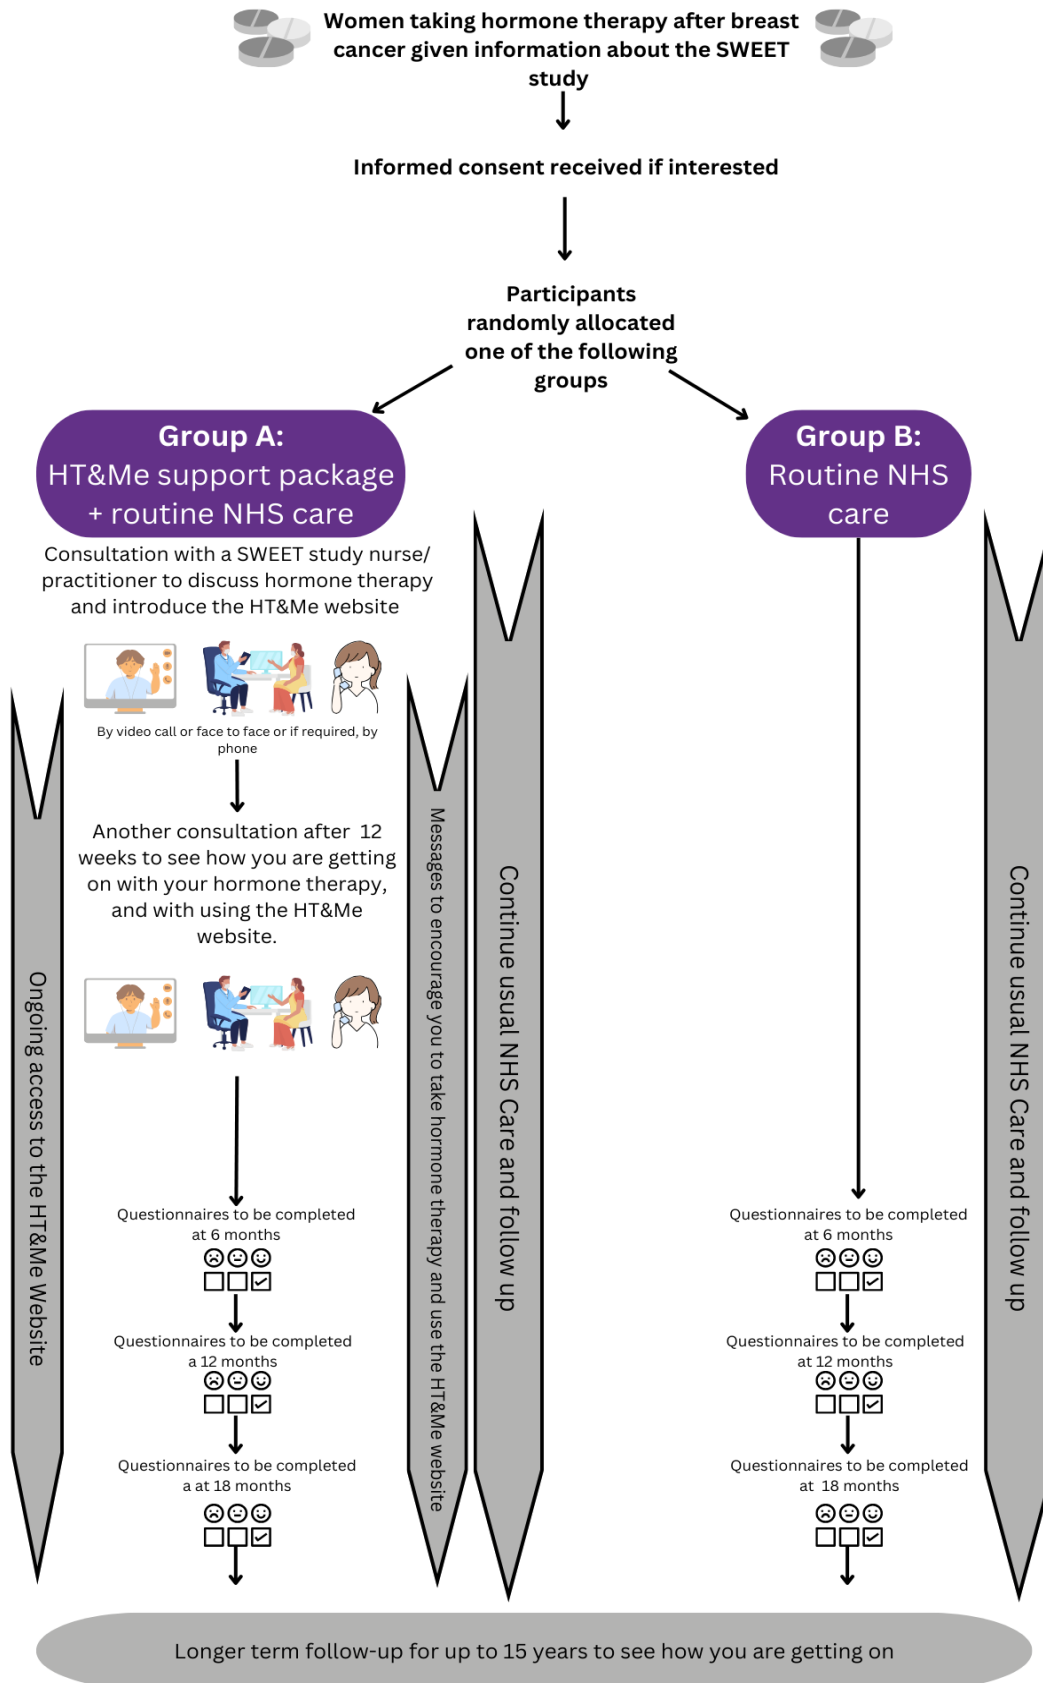 Women taking hormone therapy after breast
cancer given information about the SWEET
study
Informed consent received if interested
Participants
randomly allocated
one of the following
groups
Group A:
HT&Me support package
+ routine NHS care
Group B:
Routine NHS
care
Consultation with a SWEET study nurse/
practitioner to discuss hormone therapy
and introduce the HT&Me website
By video call or face to face or if required, by
phone
Another consultation after 12
weeks to see how you are getting
on with your hormone therapy,
and with using the HT&Me
website.
Ongoing access to the HT&Me Website
Messages to encourage you to take hormone therapy and use the HT&Me website
Continue usual NHS Care and follow up
Continue usual NHS Care and follow up
Questionnaires to be completed
at 6 months
Questionnaires to be completed
a 12 months
Questionnaires to be completed
a at 18 months
Questionnaires to be completed
at 6 months
Questionnaires to be completed
at 12 months
Questionnaires to be completed
at 18 months
Longer term follow-up for up to 15 years to see how you are getting on